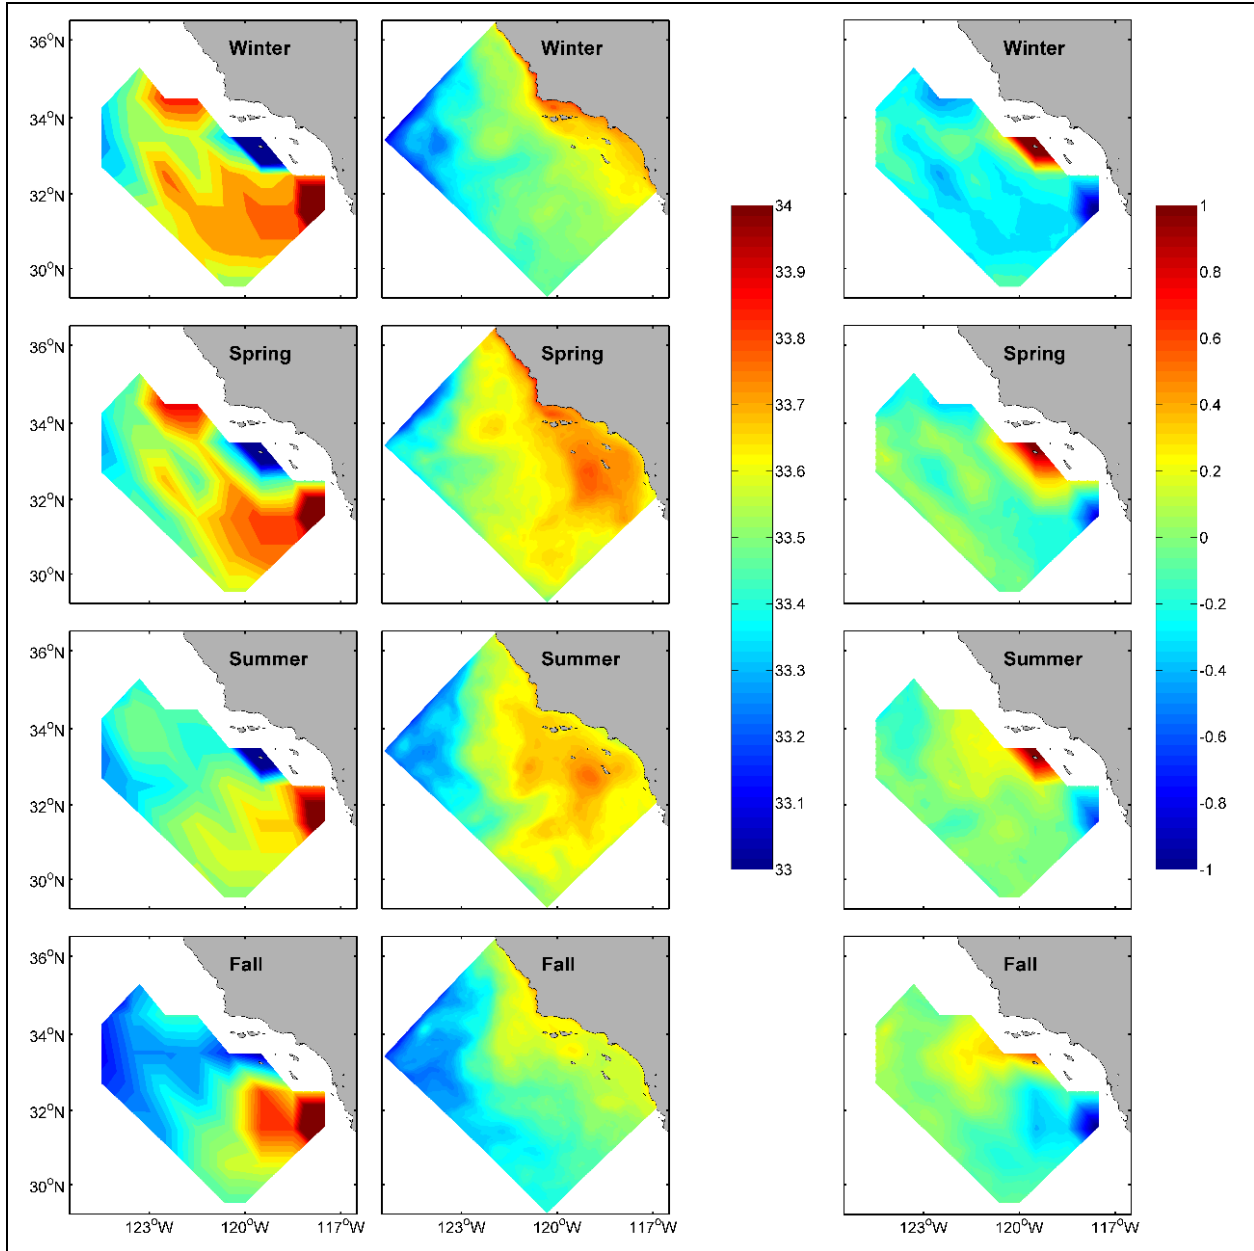 Winter
Winter
Winter
36°N
34°N
32°N
30°N
Spring
Spring
Spring
36°N
34°N
32°N
30°N
Summer
Summer
Summer
36°N
34°N
32°N
30°N
Fall
Fall
Fall
36°N
34°N
32°N
30°N
123°W 120°W 117°W
123°W 120°W 117°W
123°W 120°W 117°W
34
33.9
33.8
33.7
33.6
33.5
33.4
33.3
33.2
33.1
33
1
0.8
0.6
0.4
0.2
0
-0.2
-0.4
-0.6
-0.8
-1